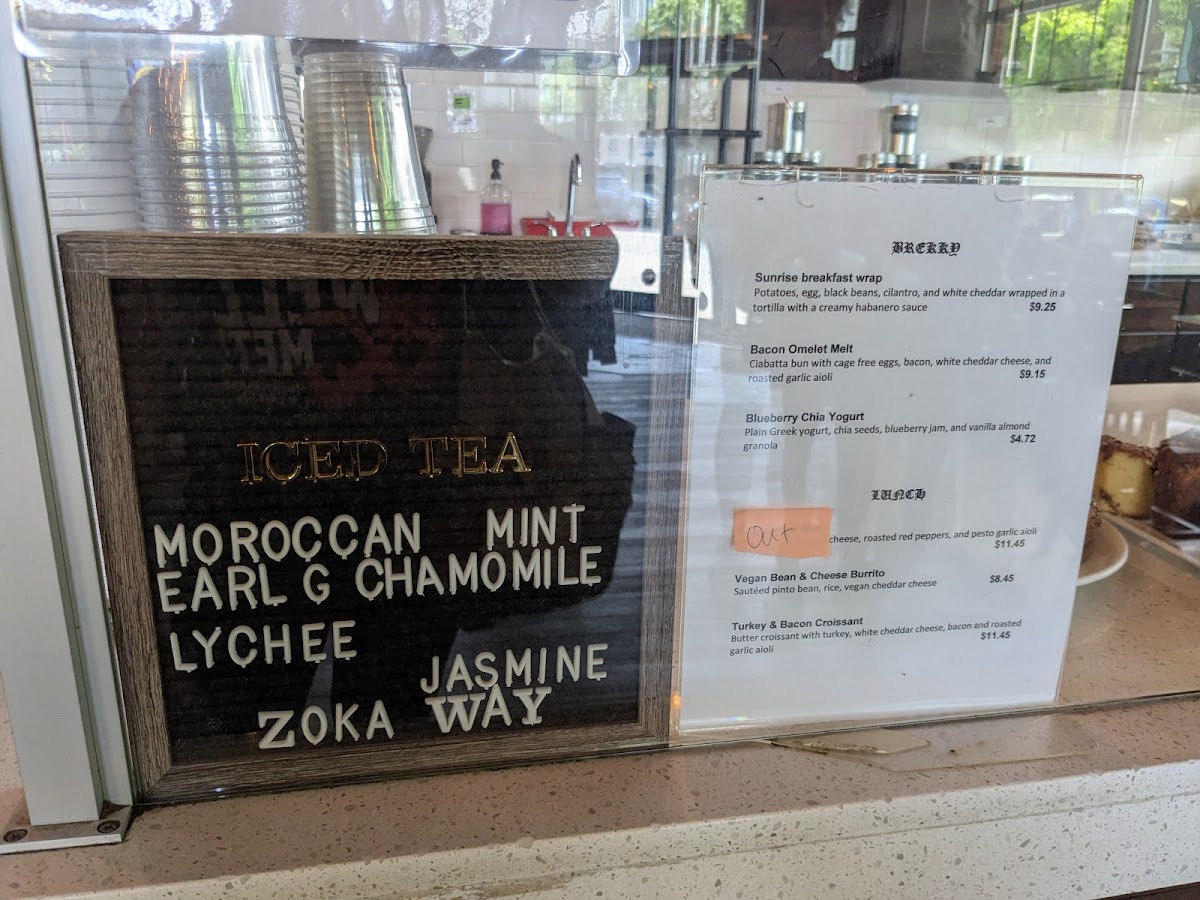 ICED TEA
MOROCCAN MINT
EARL G CHAMOMILE
LYCHEE
JASMINE
ZOKA WAY
BREKKY
Sunrise breakfast wrap
Potatoes, egg, black beans, cilantro, and white cheddar wrapped in a
tortilla with a creamy habanero sauce $9.25
Bacon Omelet Melt
Ciabatta bun with cage free eggs, bacon, white cheddar cheese, and
roasted garlic aioli $9.15
Blueberry Chia Yogurt
Plain Greek yogurt, chia seeds, blueberry jam, and vanilla almond
granola $4.72
LUNCH
Out
cheese, roasted red peppers, and pesto garlic aioli
$11.45
Vegan Bean & Cheese Burrito $8.45
Sautéed pinto bean, rice, vegan cheddar cheese
Turkey & Bacon Croissant
Butter croissant with turkey, white cheddar cheese, bacon and roasted
garlic aioli $11.45